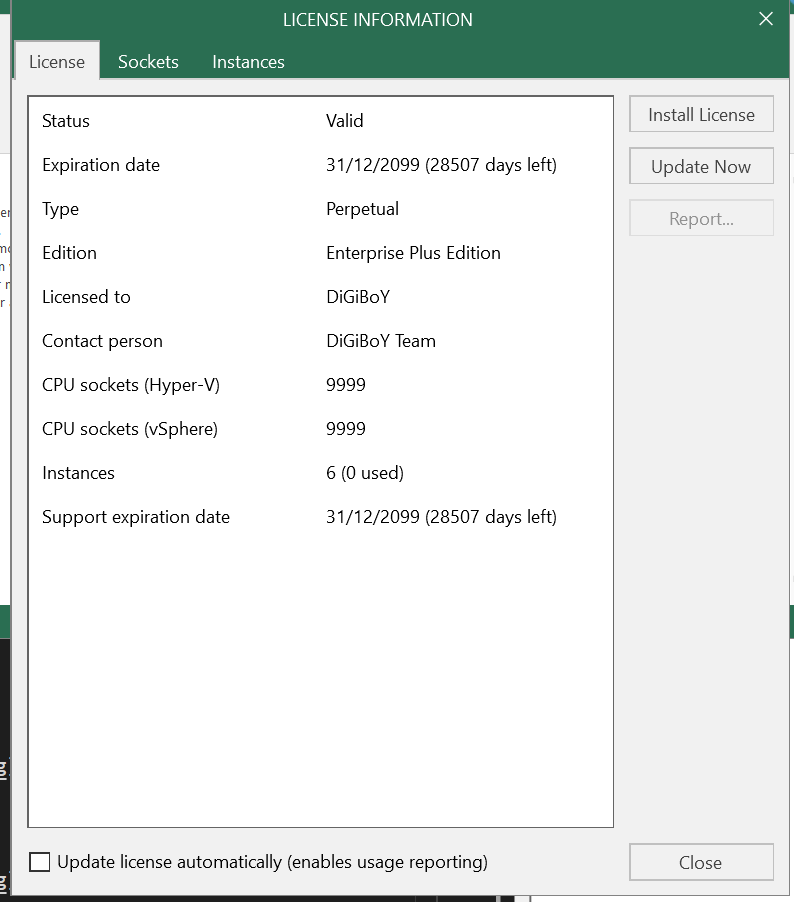 LICENSE INFORMATION
License Sockets Instances
Status Valid
Expiration date 31/12/2099 (28507 days left)
Type Perpetual
Edition Enterprise Plus Edition
Licensed to DiGiBoY
Contact person DiGiBoY Team
CPU sockets (Hyper-V) 9999
CPU sockets (vSphere) 9999
Instances 6 (0 used)
Support expiration date 31/12/2099 (28507 days left)
Install License
Update Now
Report...
Update license automatically (enables usage reporting)
Close